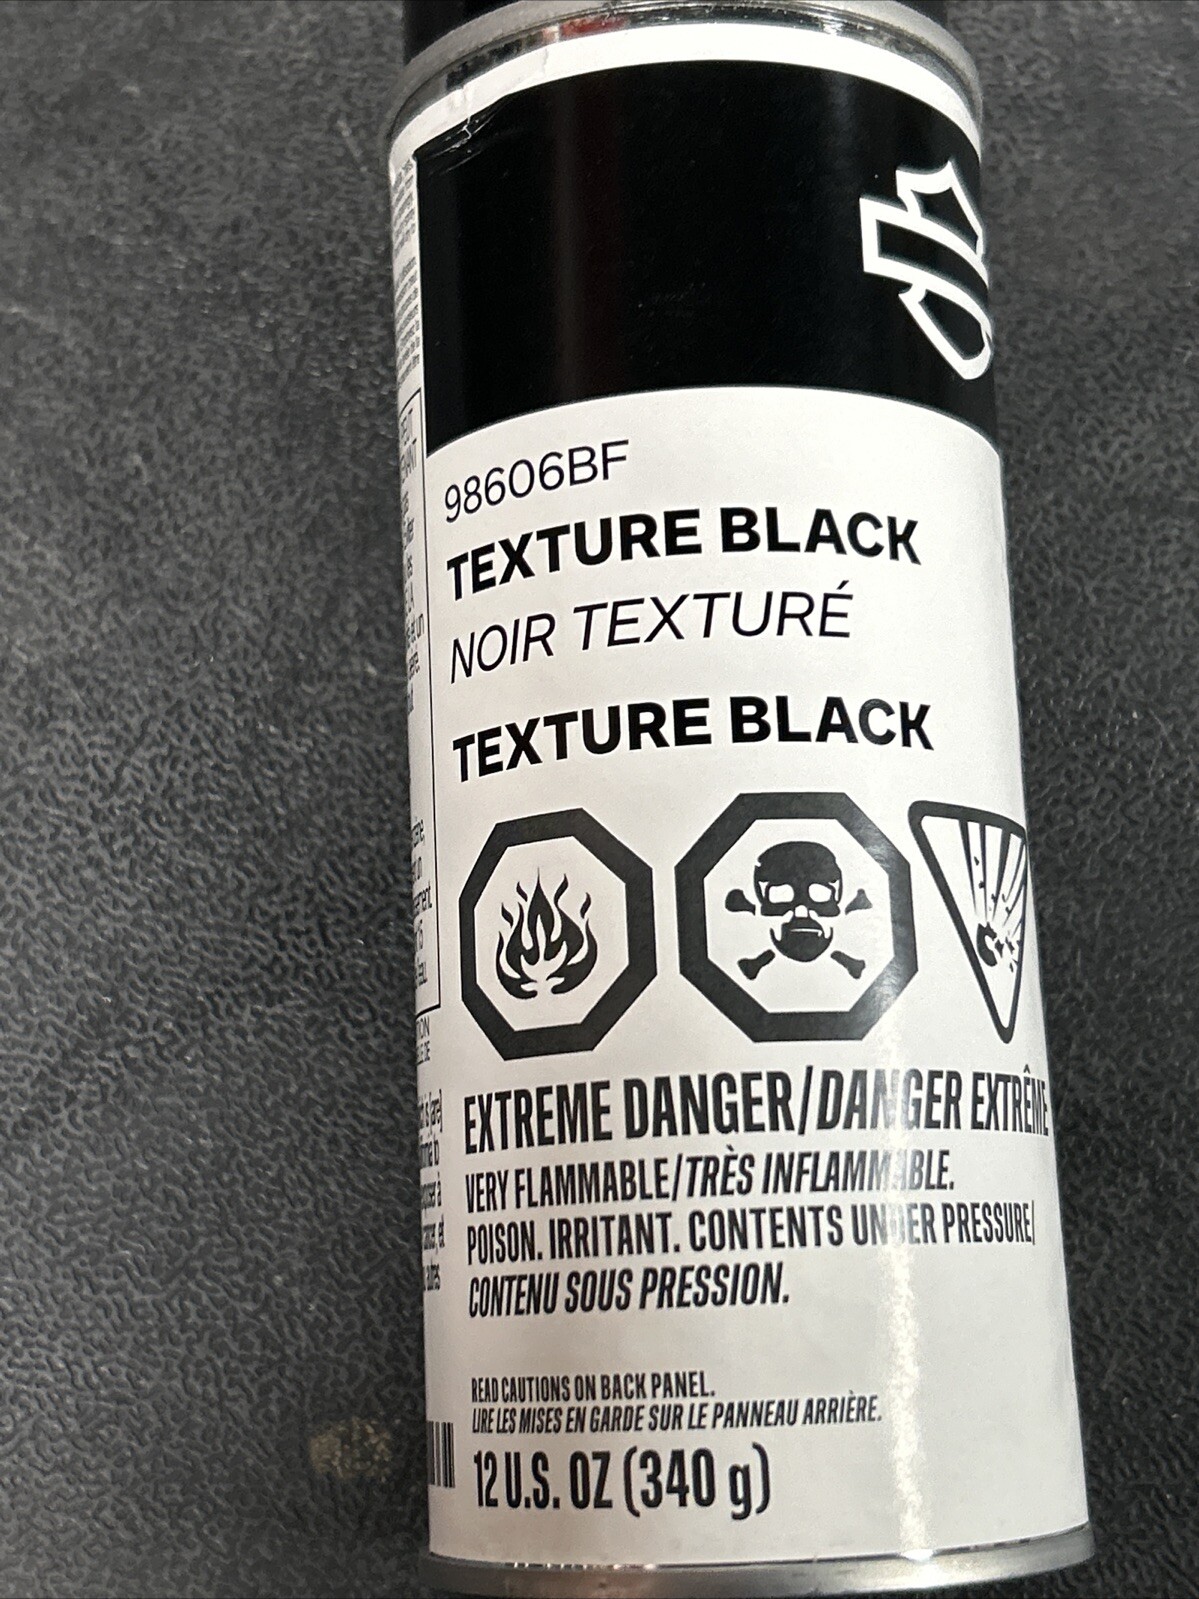 98606BF
TEXTURE BLACK
NOIR TEXTURÉ
TEXTURE BLACK
EXTREME DANGER/DANGER EXTRÊME
VERY FLAMMABLE/TRÈS INFLAMMABLE.
POISON. IRRITANT. CONTENTS UNDER PRESSURE/
CONTENU SOUS PRESSION.
READ CAUTIONS ON BACK PANEL.
LIRE LES MISES EN GARDE SUR LE PANNEAU ARRIÈRE.
12 U.S. OZ (340 g)